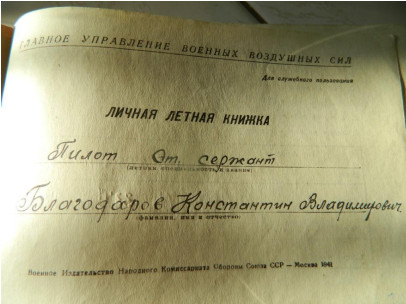 ГЛАВНОЕ УПРАВЛЕНИЕ ВОЕННЫХ ВОЗДУШНЫХ СИЛ
Для служебного пользования
ЛИЧНАЯ ЛЕТНАЯ КНИЖКА
Пилот Ст. сержант
(летная специальность и звание)
Благодаров Константин Владимирович.
(фамилия, имя и отчество)
Военное Издательство Народного Комиссариата Обороны Союза ССР — Москва 1941